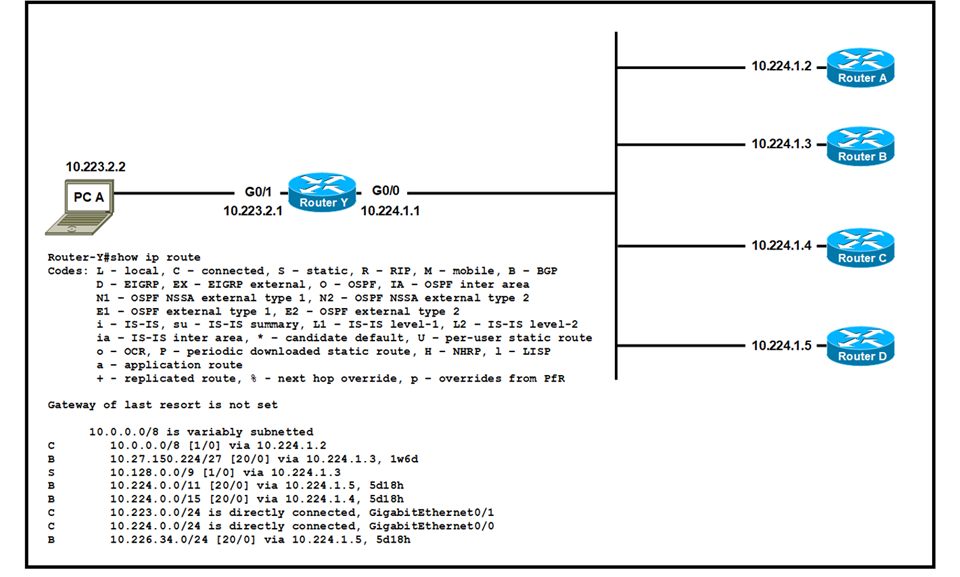 10.224.1.2
Router A
10.224.1.3
Router B
10.223.2.2
PC A
G0/1
G0/0
Router Y
10.223.2.1
10.224.1.1
10.224.1.4
Router C
10.224.1.5
Router D
Router-Y#show ip route
Codes: L - local, C - connected, S - static, R - RIP, M - mobile, B - BGP
D - EIGRP, EX - EIGRP external, O - OSPF, IA - OSPF inter area
N1 - OSPF NSSA external type 1, N2 - OSPF NSSA external type 2
E1 - OSPF external type 1, E2 - OSPF external type 2
i - IS-IS, su - IS-IS summary, L1 - IS-IS level-1, L2 - IS-IS level-2
ia - IS-IS inter area, * - candidate default, U - per-user static route
o - OCR, P - periodic downloaded static route, H - NHRP, l - LISP
a - application route
+ - replicated route, % - next hop override, p - overrides from PfR
Gateway of last resort is not set
10.0.0.0/8 is variably subnetted
C 10.0.0.0/8 [1/0] via 10.224.1.2
B 10.27.150.224/27 [20/0] via 10.224.1.3, 1w6d
S 10.128.0.0/9 [1/0] via 10.224.1.3
B 10.224.0.0/11 [20/0] via 10.224.1.5, 5d18h
B 10.224.0.0/15 [20/0] via 10.224.1.4, 5d18h
C 10.223.0.0/24 is directly connected, GigabitEthernet0/1
C 10.224.0.0/24 is directly connected, GigabitEthernet0/0
B 10.226.34.0/24 [20/0] via 10.224.1.5, 5d18h